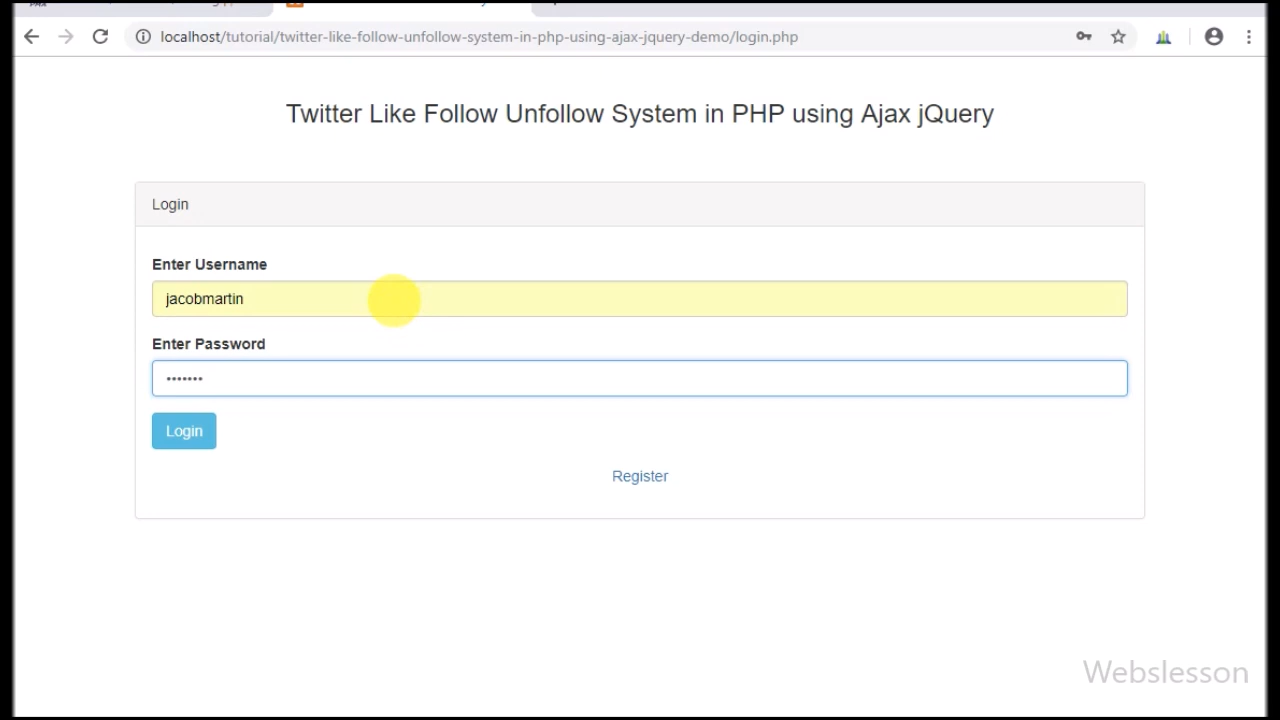 localhost/tutorial/twitter-like-follow-unfollow-system-in-php-using-ajax-jquery-demo/login.php
Twitter Like Follow Unfollow System in PHP using Ajax jQuery
Login
Enter Username
jacobmartin
Enter Password
•••••••
Login
Register
Webslesson